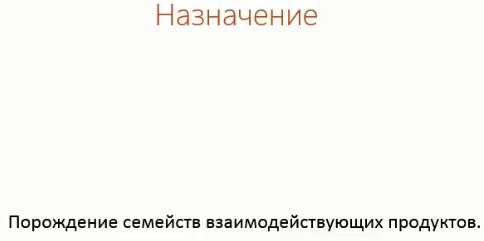 Назначение
Порождение семейств взаимодействующих продуктов.